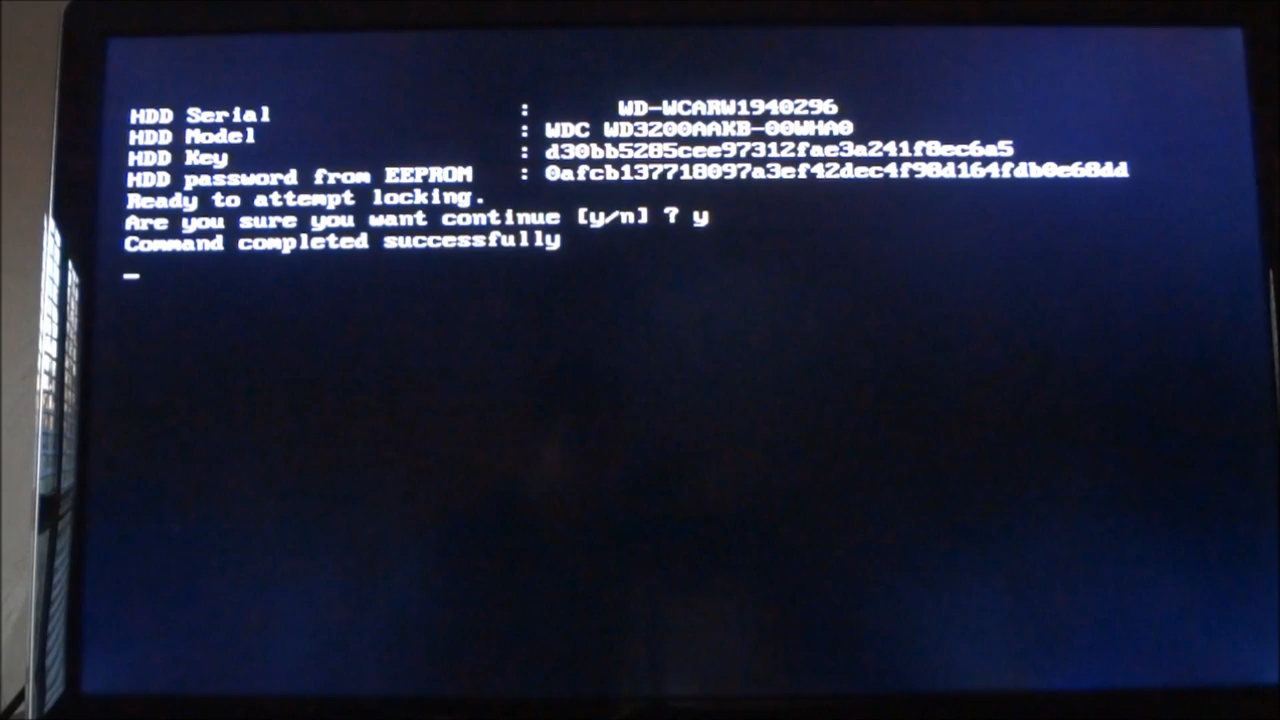 HDD Serial : WD-WCARW1940296
HDD Model : WDC WD3200AAKB-00WHA0
HDD Key : d30bb5285cee97312fae3a241f8ec6a5
HDD password from EEPROM : 0afcb137718097a3ef42dec4f98d164fdb0e68dd
Ready to attempt locking.
Are you sure you want continue [y/n] ? y
Command completed successfully
_